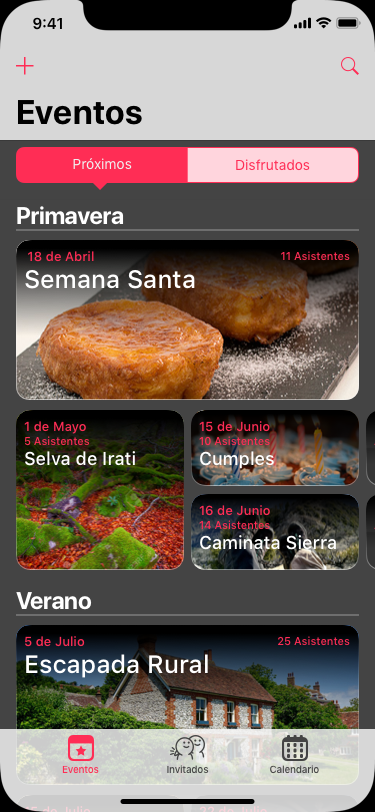 9:41
Eventos
Próximos
Disfrutados
Primavera
18 de Abril
11 Asistentes
Semana Santa
1 de Mayo
5 Asistentes
Selva de Irati
15 de Junio
10 Asistentes
Cumples
16 de Junio
14 Asistentes
Caminata Sierra
Verano
5 de Julio
25 Asistentes
Escapada Rural
Eventos
Invitados
Calendario